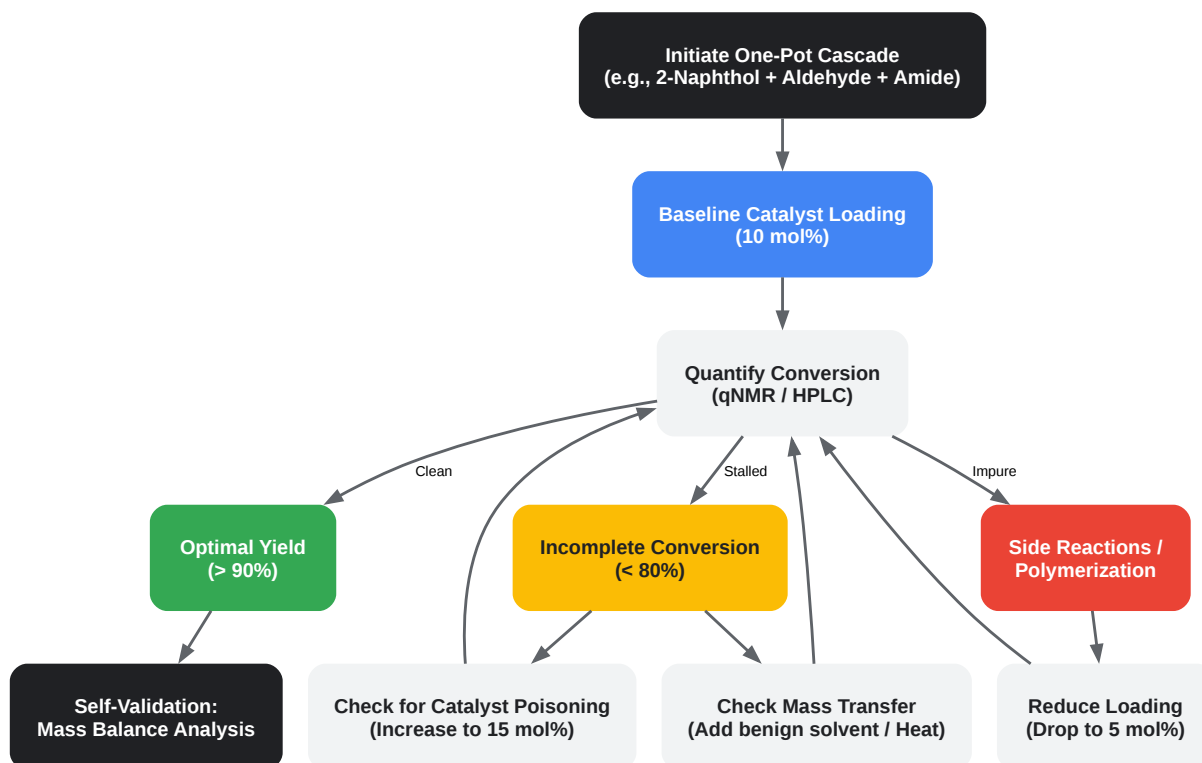 Initiate One-Pot Cascade
(e.g., 2-Naphthol + Aldehyde + Amide)
Baseline Catalyst Loading
(10 mol%)
Quantify Conversion
(qNMR / HPLC)
Clean
Stalled
Impure
Optimal Yield
(> 90%)
Incomplete Conversion
(< 80%)
Side Reactions /
Polymerization
Self-Validation:
Mass Balance Analysis
Check for Catalyst Poisoning
(Increase to 15 mol%)
Check Mass Transfer
(Add benign solvent / Heat)
Reduce Loading
(Drop to 5 mol%)